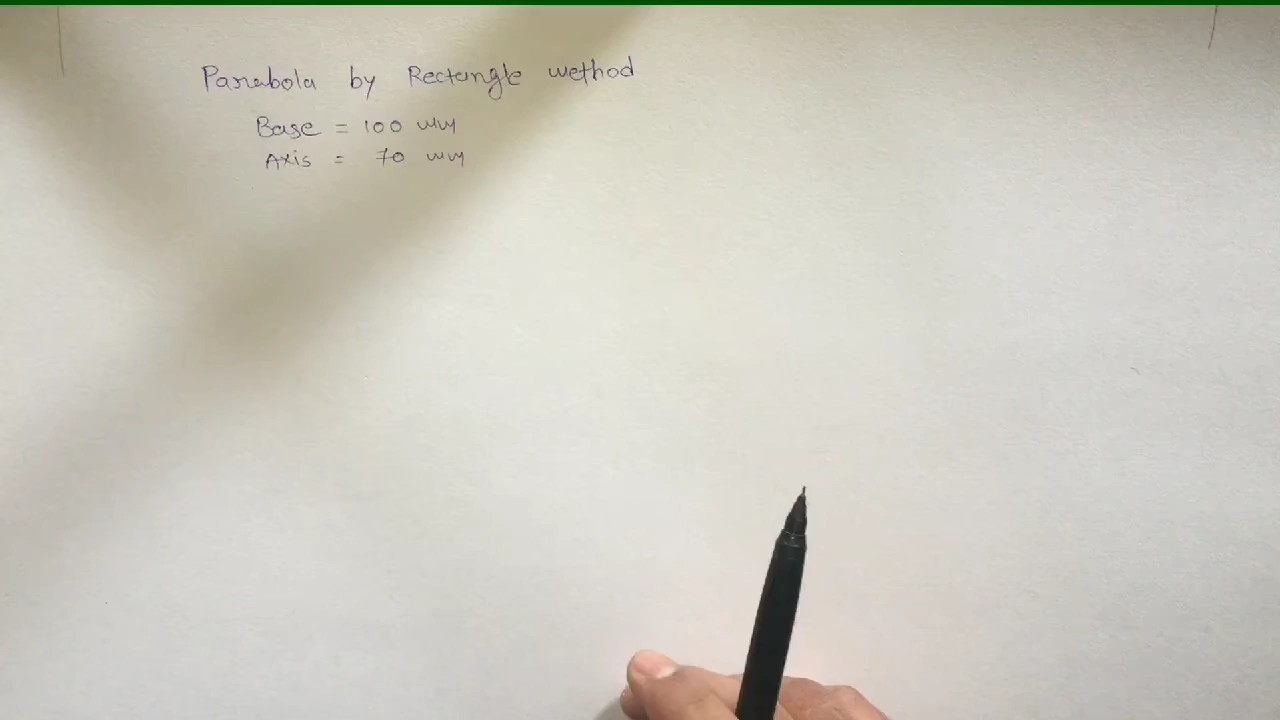 Parabola by Rectangle method
Base = 100 mm
Axis = 70 mm